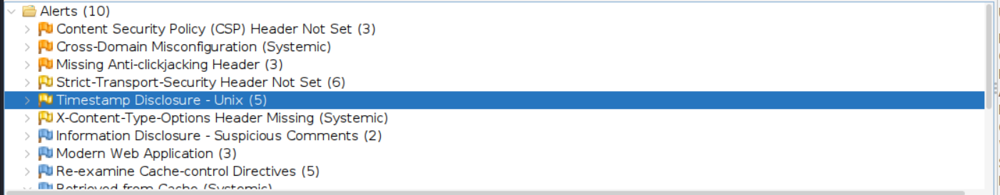 Alerts (10)
Content Security Policy (CSP) Header Not Set (3)
Cross-Domain Misconfiguration (Systemic)
Missing Anti-clickjacking Header (3)
Strict-Transport-Security Header Not Set (6)
Timestamp Disclosure - Unix (5)
X-Content-Type-Options Header Missing (Systemic)
Information Disclosure - Suspicious Comments (2)
Modern Web Application (3)
Re-examine Cache-control Directives (5)
Retrieved from Cache (Systemic)